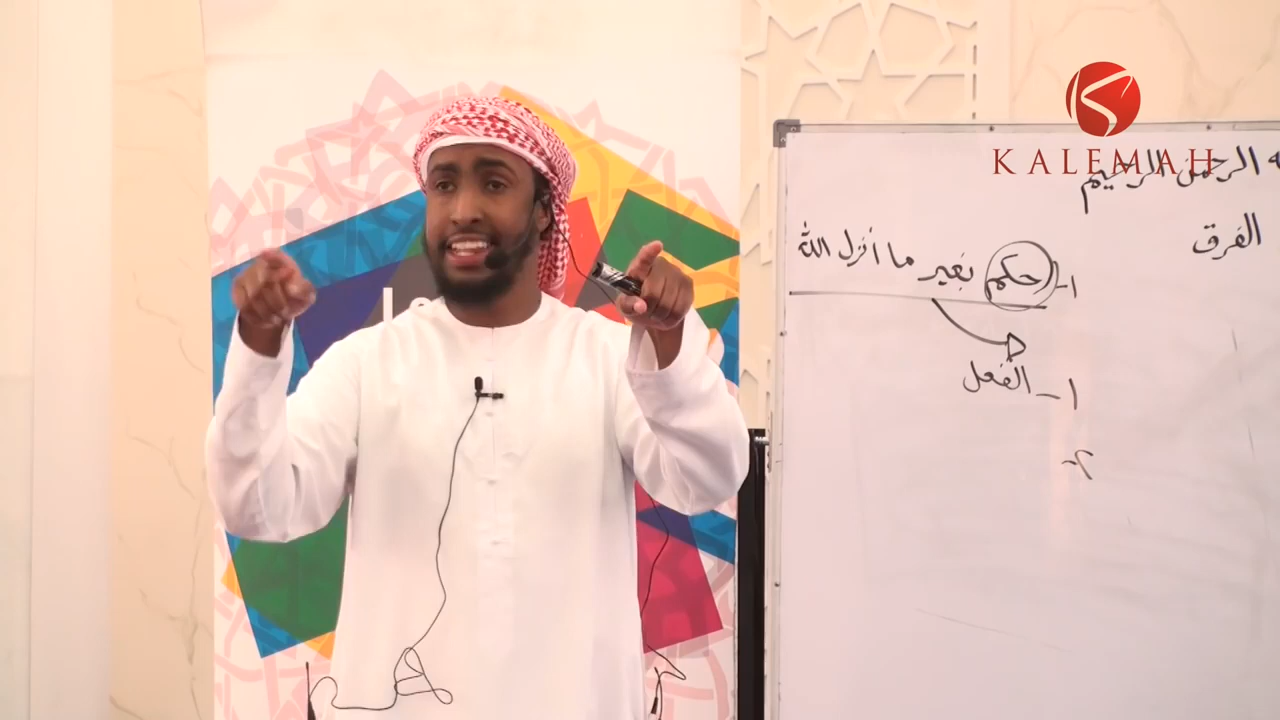 KALEMAH
الرحمن الرحيم
الفرق
١- حكم بغير ما أنزل الله
١- الفعل
٢-